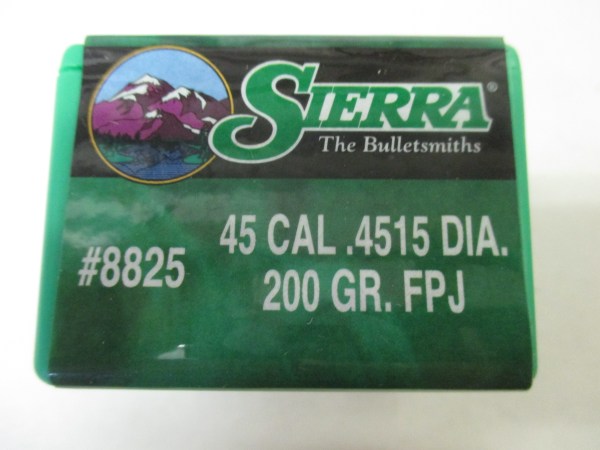 SIERRA®
The Bulletsmiths
#8825
45 CAL .4515 DIA.
200 GR. FPJ